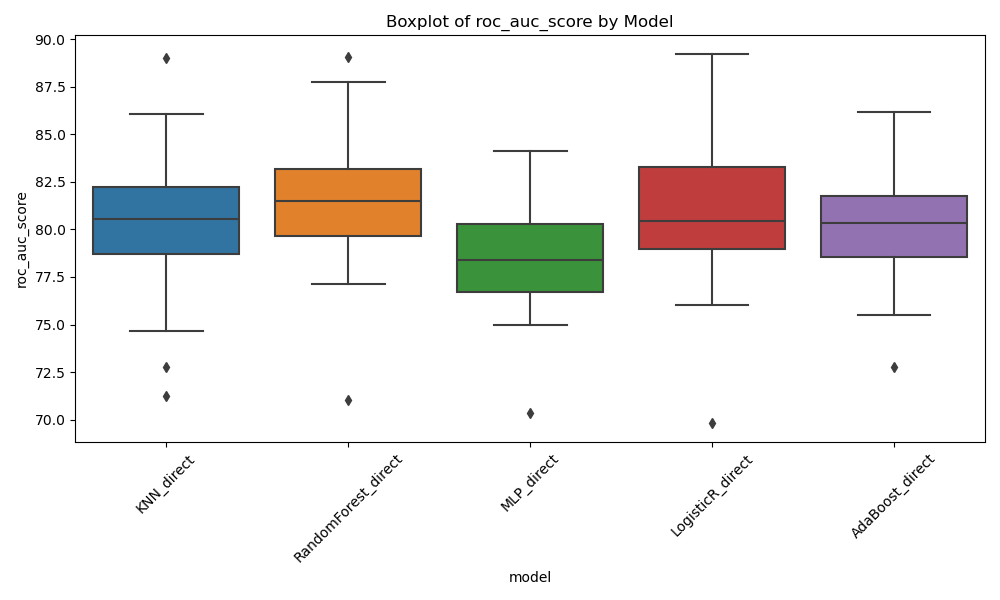 Boxplot of roc_auc_score by Model
roc_auc_score
90.0
87.5
85.0
82.5
80.0
77.5
75.0
72.5
70.0
KNN_direct
RandomForest_direct
MLP_direct
LogisticR_direct
AdaBoost_direct
model